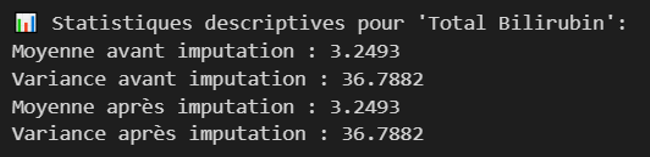 📊 Statistiques descriptives pour 'Total Bilirubin':
Moyenne avant imputation : 3.2493
Variance avant imputation : 36.7882
Moyenne après imputation : 3.2493
Variance après imputation : 36.7882